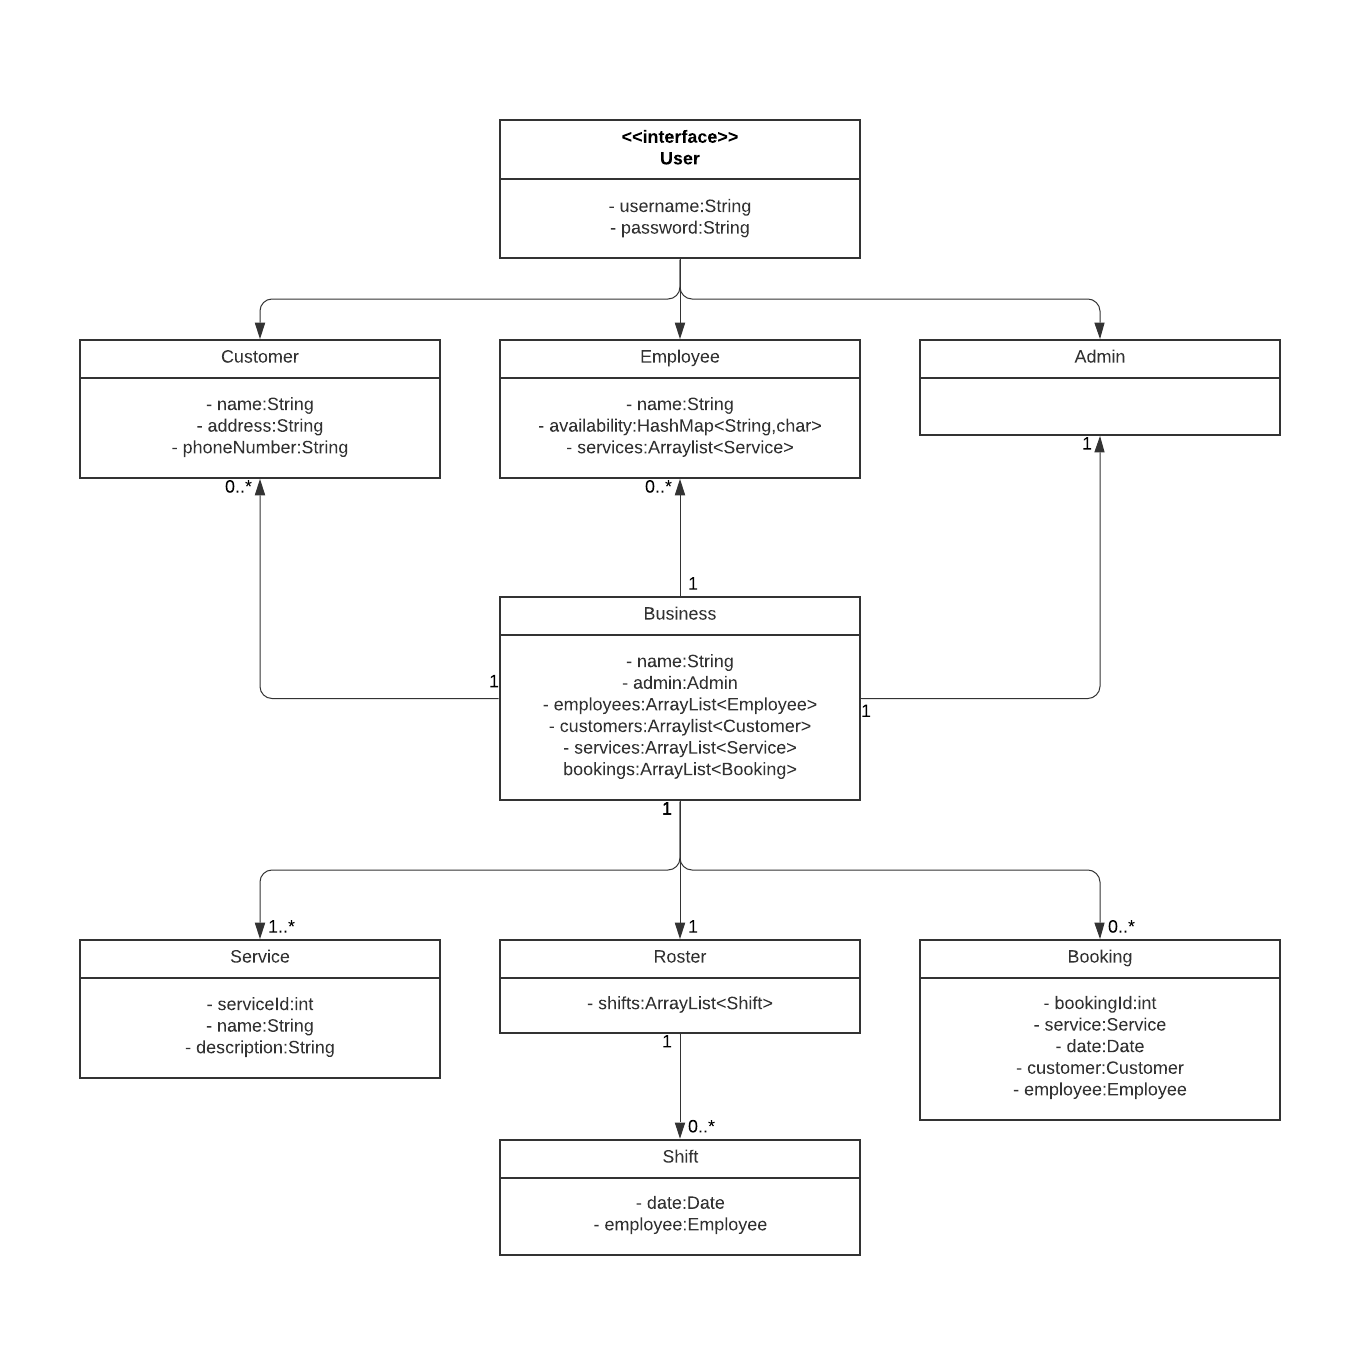 <<interface>>
User
- username:String
- password:String
Customer
- name:String
- address:String
- phoneNumber:String
0..*
Employee
- name:String
- availability:HashMap<String,char>
- services:Arraylist<Service>
0..*
Admin
1
1
Business
- name:String
- admin:Admin
- employees:ArrayList<Employee>
- customers:Arraylist<Customer>
- services:ArrayList<Service>
bookings:ArrayList<Booking>
1
1
1
1..*
Service
- serviceId:int
- name:String
- description:String
1
Roster
- shifts:ArrayList<Shift>
1
0..*
Booking
- bookingId:int
- service:Service
- date:Date
- customer:Customer
- employee:Employee
0..*
Shift
- date:Date
- employee:Employee